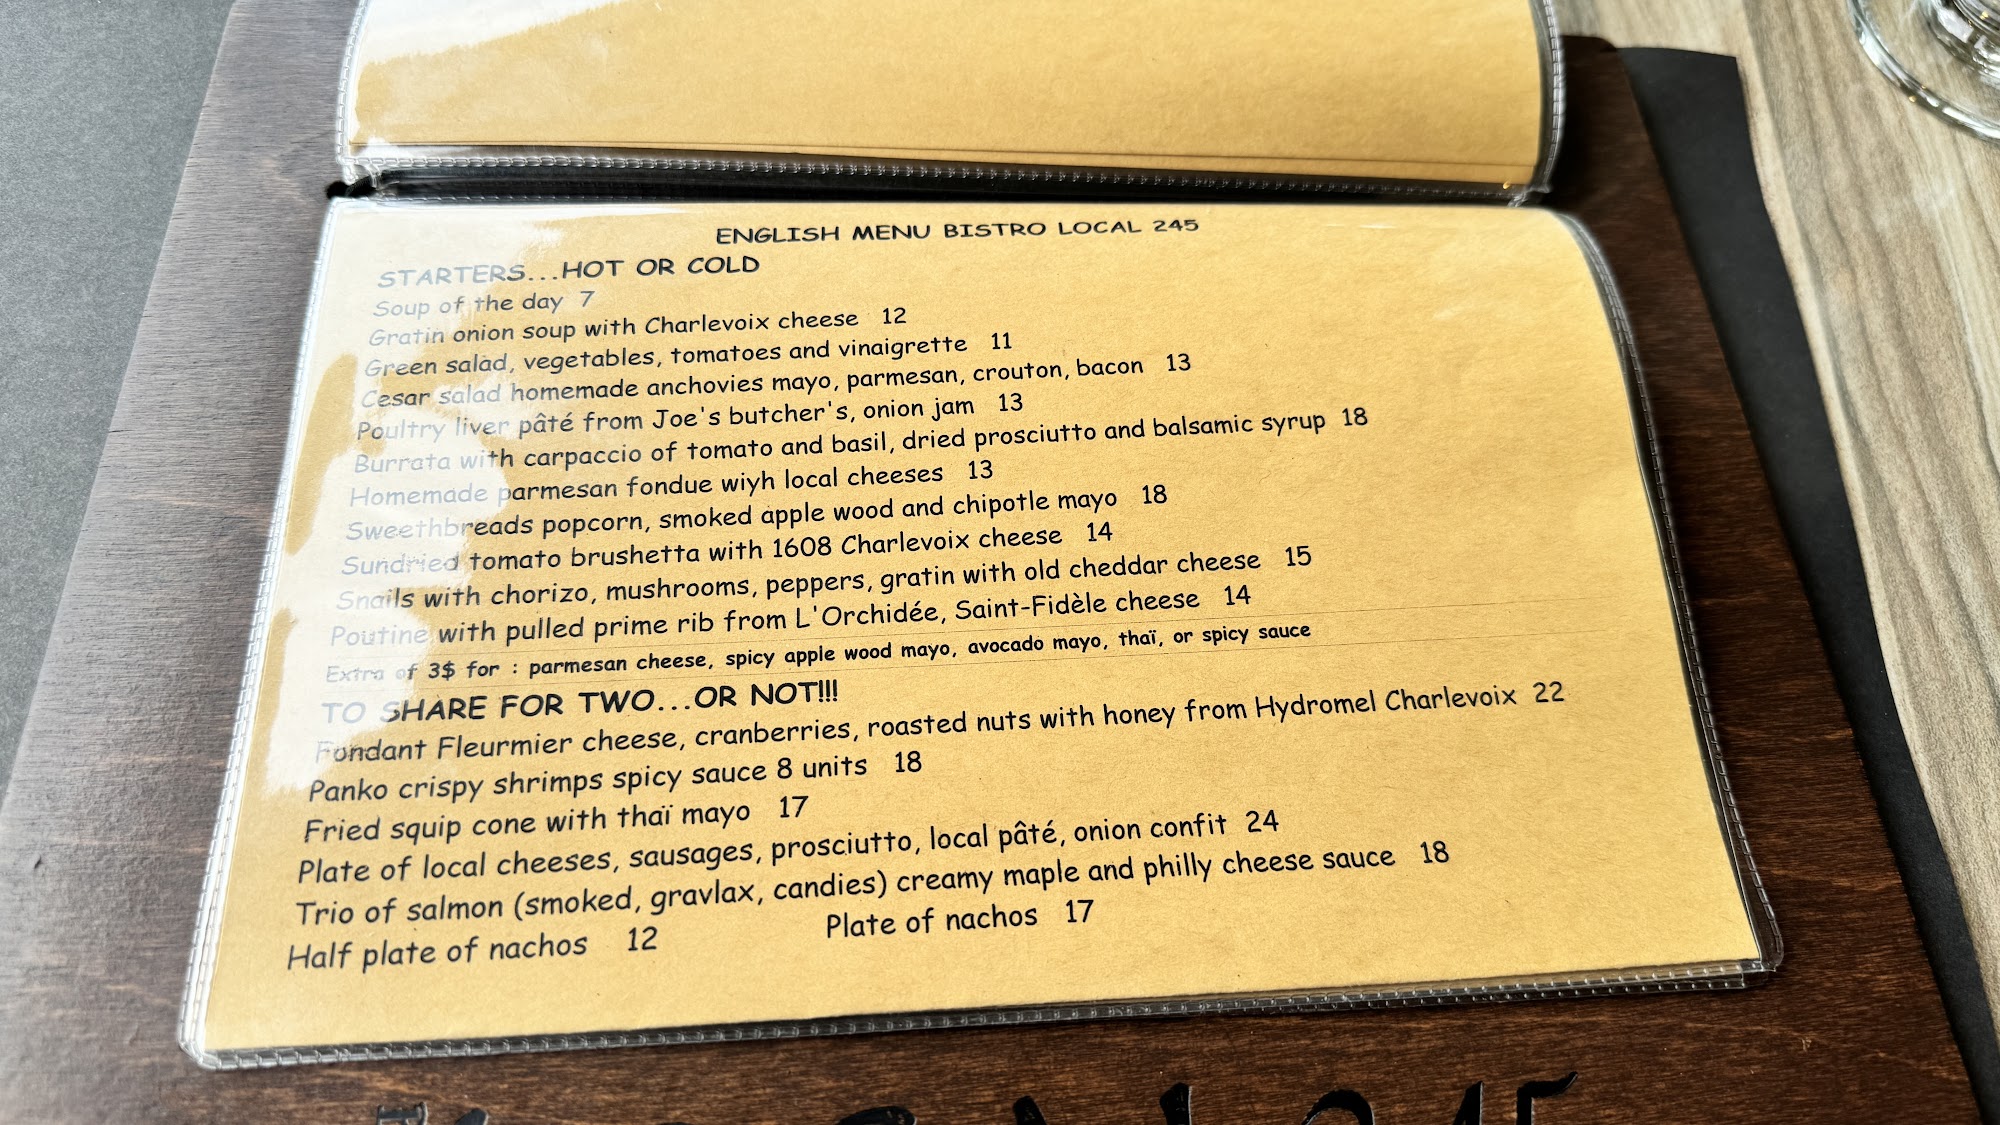 ENGLISH MENU BISTRO LOCAL 245
STARTERS...HOT OR COLD
Soup of the day 7
Gratin onion soup with Charlevoix cheese 12
Green salad, vegetables, tomatoes and vinaigrette 11
Cesar salad homemade anchovies mayo, parmesan, crouton, bacon 13
Poultry liver pâté from Joe's butcher's, onion jam 13
Burrata with carpaccio of tomato and basil, dried prosciutto and balsamic syrup 18
Homemade parmesan fondue wiyh local cheeses 13
Sweethbreads popcorn, smoked apple wood and chipotle mayo 18
Sundried tomato brushetta with 1608 Charlevoix cheese 14
Snails with chorizo, mushrooms, peppers, gratin with old cheddar cheese 15
Poutine with pulled prime rib from L'Orchidée, Saint-Fidèle cheese 14
Extra of 3$ for : parmesan cheese, spicy apple wood mayo, avocado mayo, thaï, or spicy sauce
TO SHARE FOR TWO...OR NOT!!!
Fondant Fleurmier cheese, cranberries, roasted nuts with honey from Hydromel Charlevoix 22
Panko crispy shrimps spicy sauce 8 units 18
Fried squip cone with thaï mayo 17
Plate of local cheeses, sausages, prosciutto, local pâté, onion confit 24
Trio of salmon (smoked, gravlax, candies) creamy maple and philly cheese sauce 18
Half plate of nachos 12 Plate of nachos 17
245